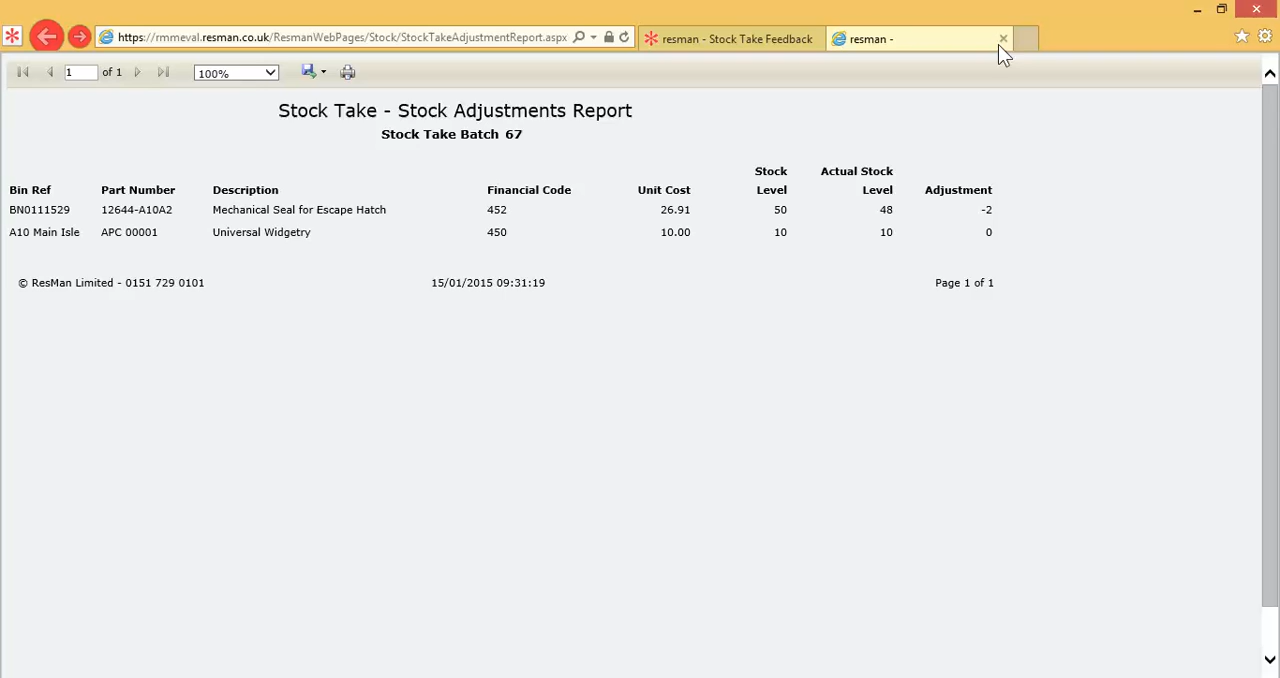 https://rmmeval.resman.co.uk/ResmanWebPages/Stock/StockTakeAdjustmentReport.aspx
resman - Stock Take Feedback
resman -
1 of 1
100%
Stock Take - Stock Adjustments Report
Stock Take Batch 67
Stock Actual Stock
Bin Ref Part Number Description Financial Code Unit Cost Level Level Adjustment
BN0111529 12644-A10A2 Mechanical Seal for Escape Hatch 452 26.91 50 48 -2
A10 Main Isle APC 00001 Universal Widgetry 450 10.00 10 10 0
© ResMan Limited - 0151 729 0101 15/01/2015 09:31:19 Page 1 of 1